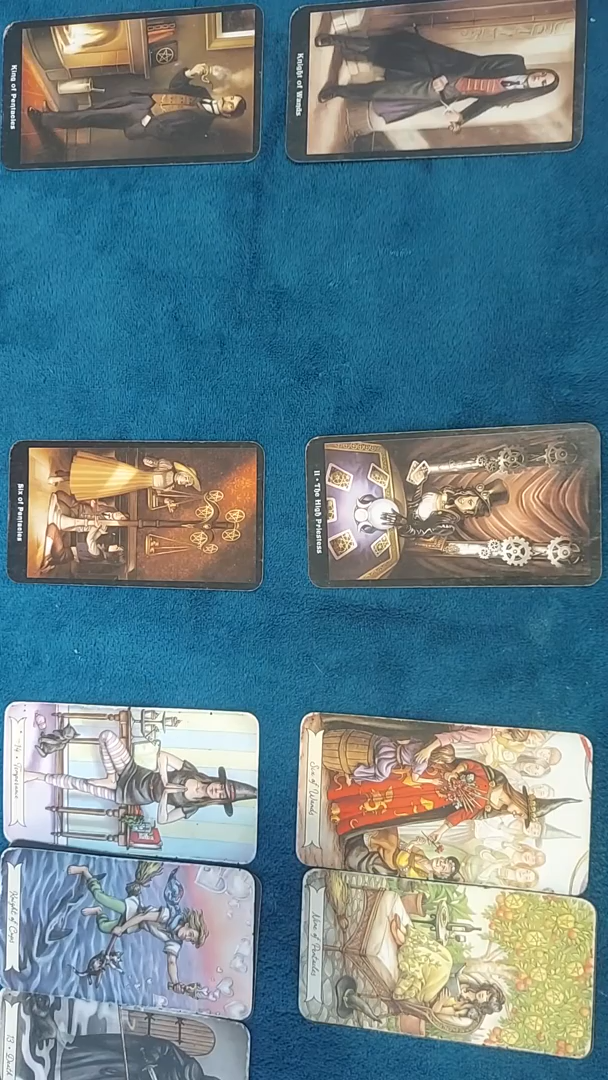 King of Pentacles
Knight of Wands
Six of Pentacles
II • The High Priestess
14 • Temperance
Six of Wands
Knight of Cups
Nine of Pentacles
13 • Death